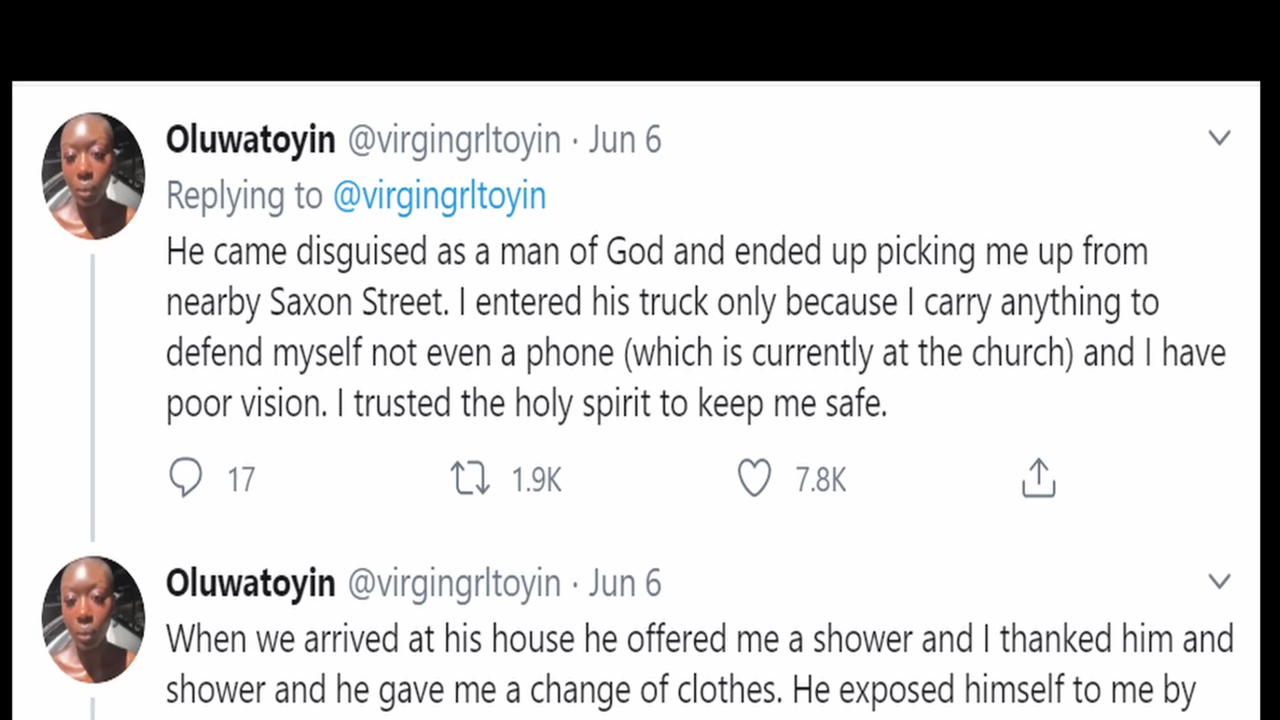 Oluwatoyin @virgingrltoyin · Jun 6
Replying to @virgingrltoyin
He came disguised as a man of God and ended up picking me up from
nearby Saxon Street. I entered his truck only because I carry anything to
defend myself not even a phone (which is currently at the church) and I have
poor vision. I trusted the holy spirit to keep me safe.
17 1.9K 7.8K
Oluwatoyin @virgingrltoyin · Jun 6
When we arrived at his house he offered me a shower and I thanked him and
shower and he gave me a change of clothes. He exposed himself to me by